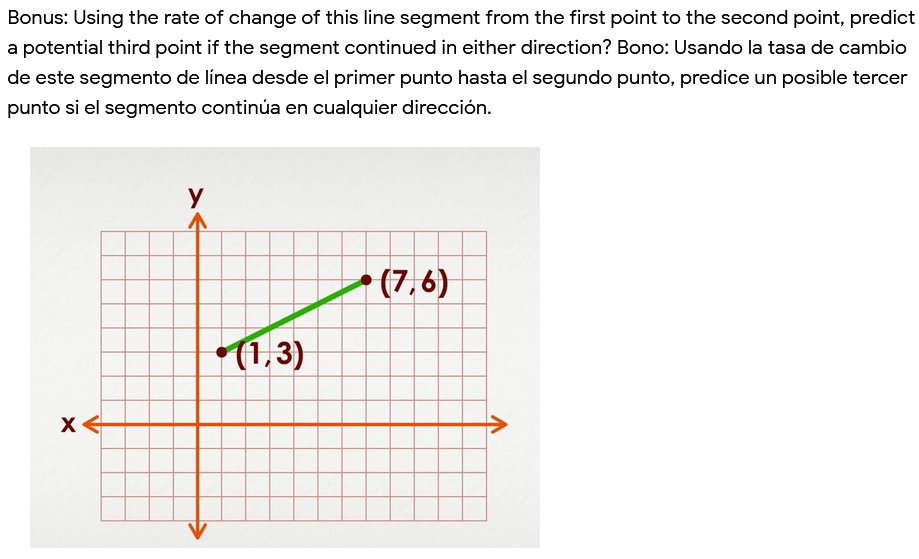 Bonus: Using the rate of change of this line segment from the first point to the second point, predict
a potential third point if the segment continued in either direction? Bono: Usando la tasa de cambio
de este segmento de línea desde el primer punto hasta el segundo punto, predice un posible tercer
punto si el segmento continúa en cualquier dirección.
y
(7,6)
(1,3)
x